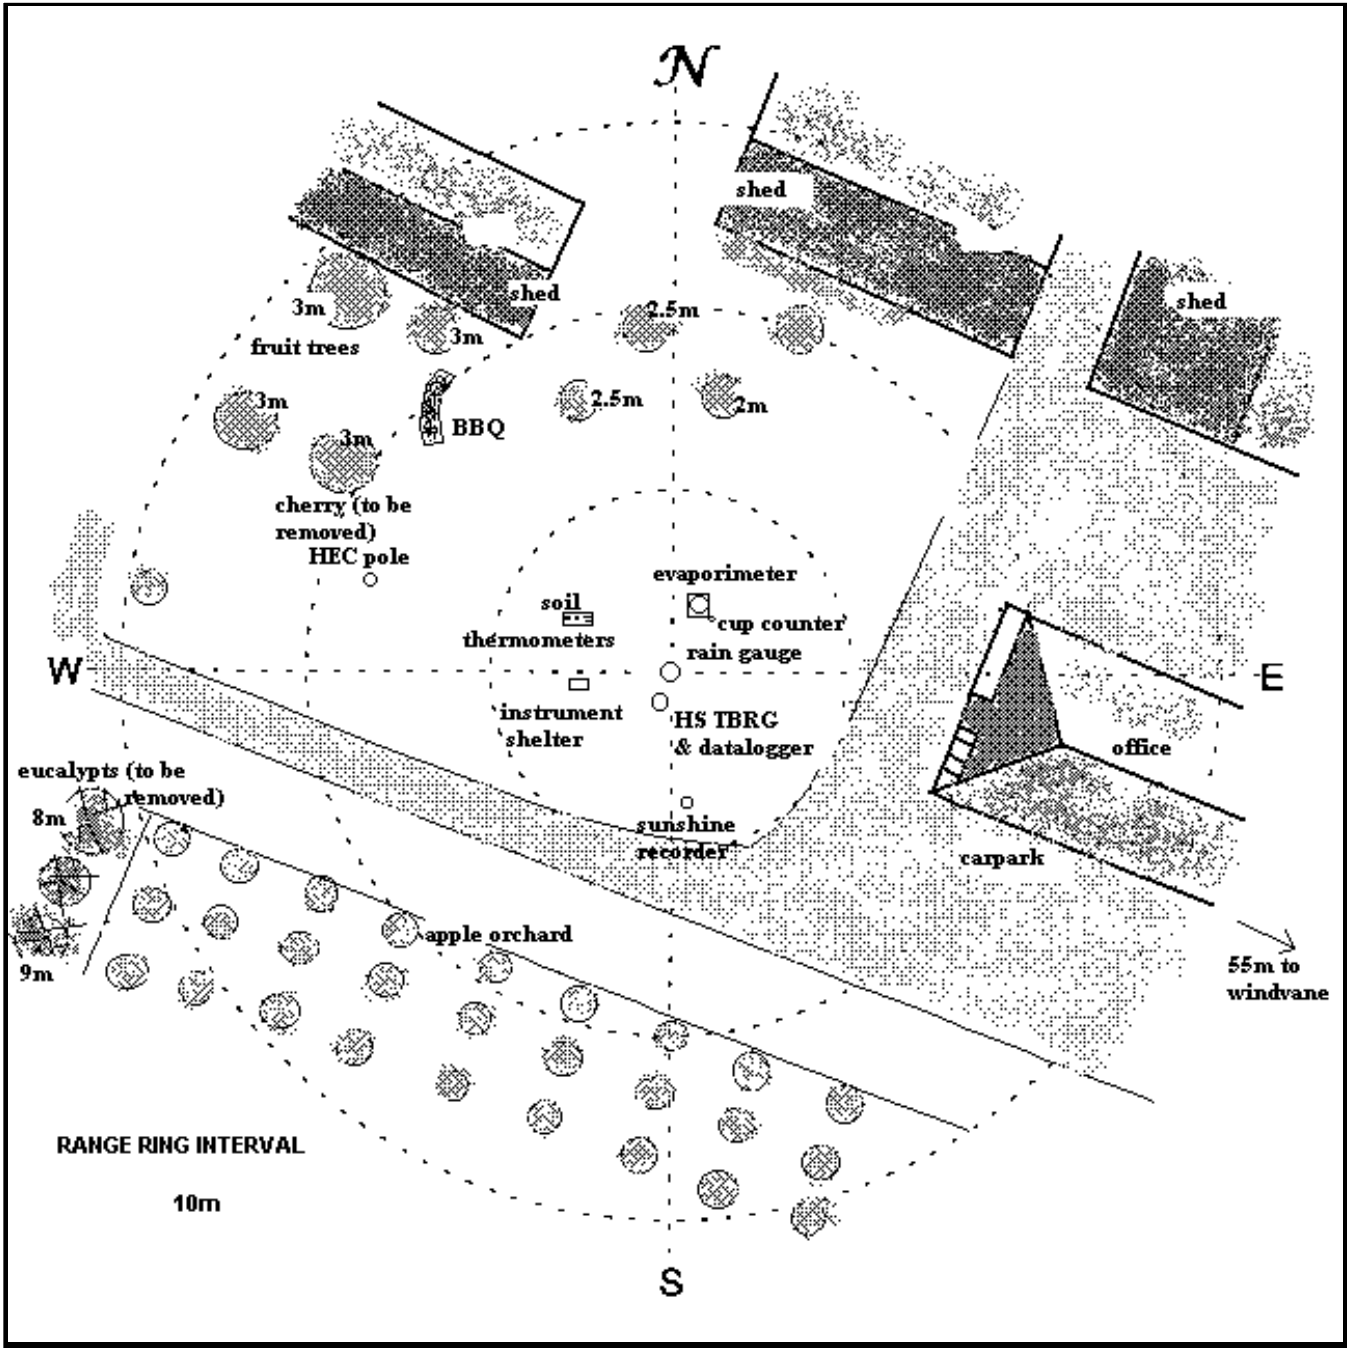 N
shed
shed
shed
3m
3m
2.5m
fruit trees
3m
2.5m
2m
BBQ
3m
cherry (to be
removed)
HEC pole
evaporimeter
soil
thermometers
cup counter
rain gauge
W
E
instrument
shelter
HS TBRG
& datalogger
office
eucalypts (to be
removed)
8m
sunshine
recorder
carpark
apple orchard
9m
55m to
windvane
RANGE RING INTERVAL
10m
S